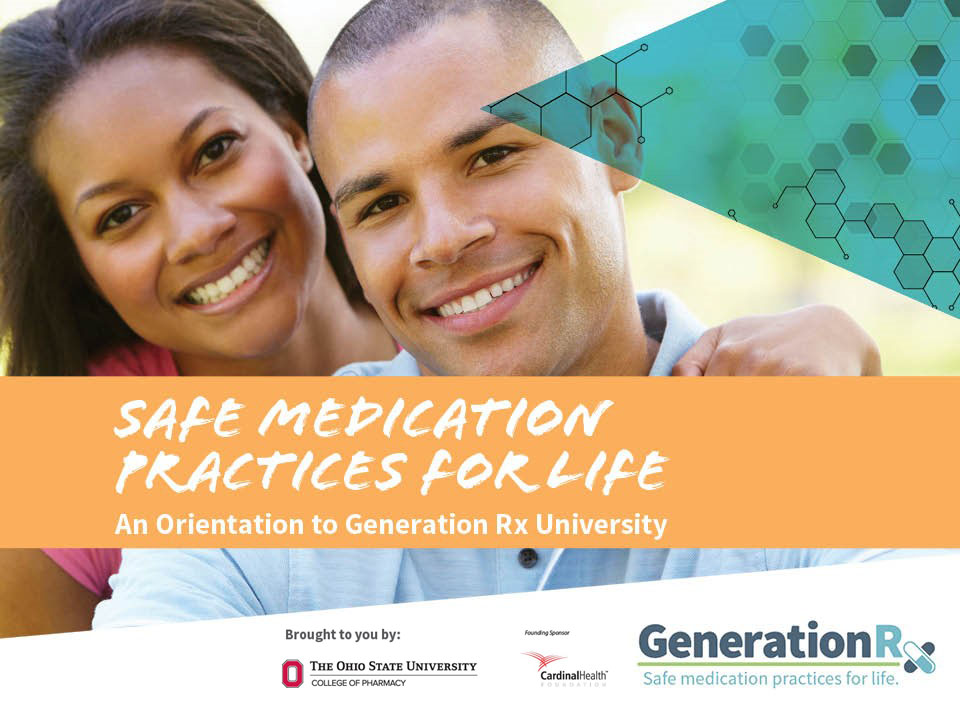 SAFE MEDICATION
PRACTICES FOR LIFE
An Orientation to Generation Rx University
Brought to you by:
THE OHIO STATE UNIVERSITY
COLLEGE OF PHARMACY
Founding Sponsor
CardinalHealth™
FOUNDATION
GenerationRx
Safe medication practices for life.